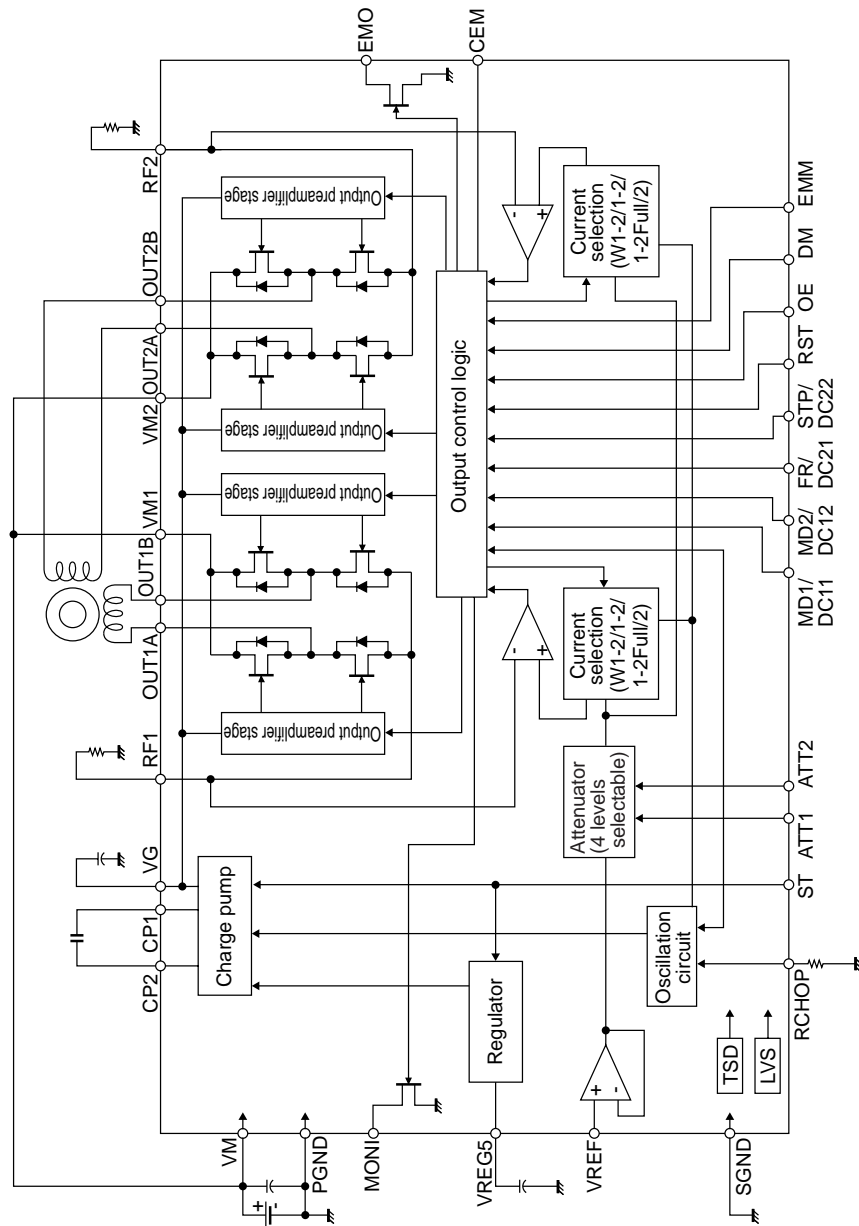 CP2
CP1
VG
RF1
OUT1A
OUT1B
VM1
VM2
OUT2A
OUT2B
RF2
VM
+
-
PGND
MONI
VREG5
VREF
SGND
EMO
CEM
Charge pump
Output preamplifier stage
Output preamplifier stage
Output preamplifier stage
Output preamplifier stage
Regulator
Output control logic
-
+
-
+
+
-
Attenuator
(4 levels
selectable)
Current
selection
(W1-2/1-2/
1-2Full/2)
Current
selection
(W1-2/1-2/
1-2Full/2)
Oscillation
circuit
TSD
LVS
RCHOP
ST
ATT1
ATT2
MD1/
DC11
MD2/
DC12
FR/
DC21
STP/
DC22
RST
OE
DM
EMM